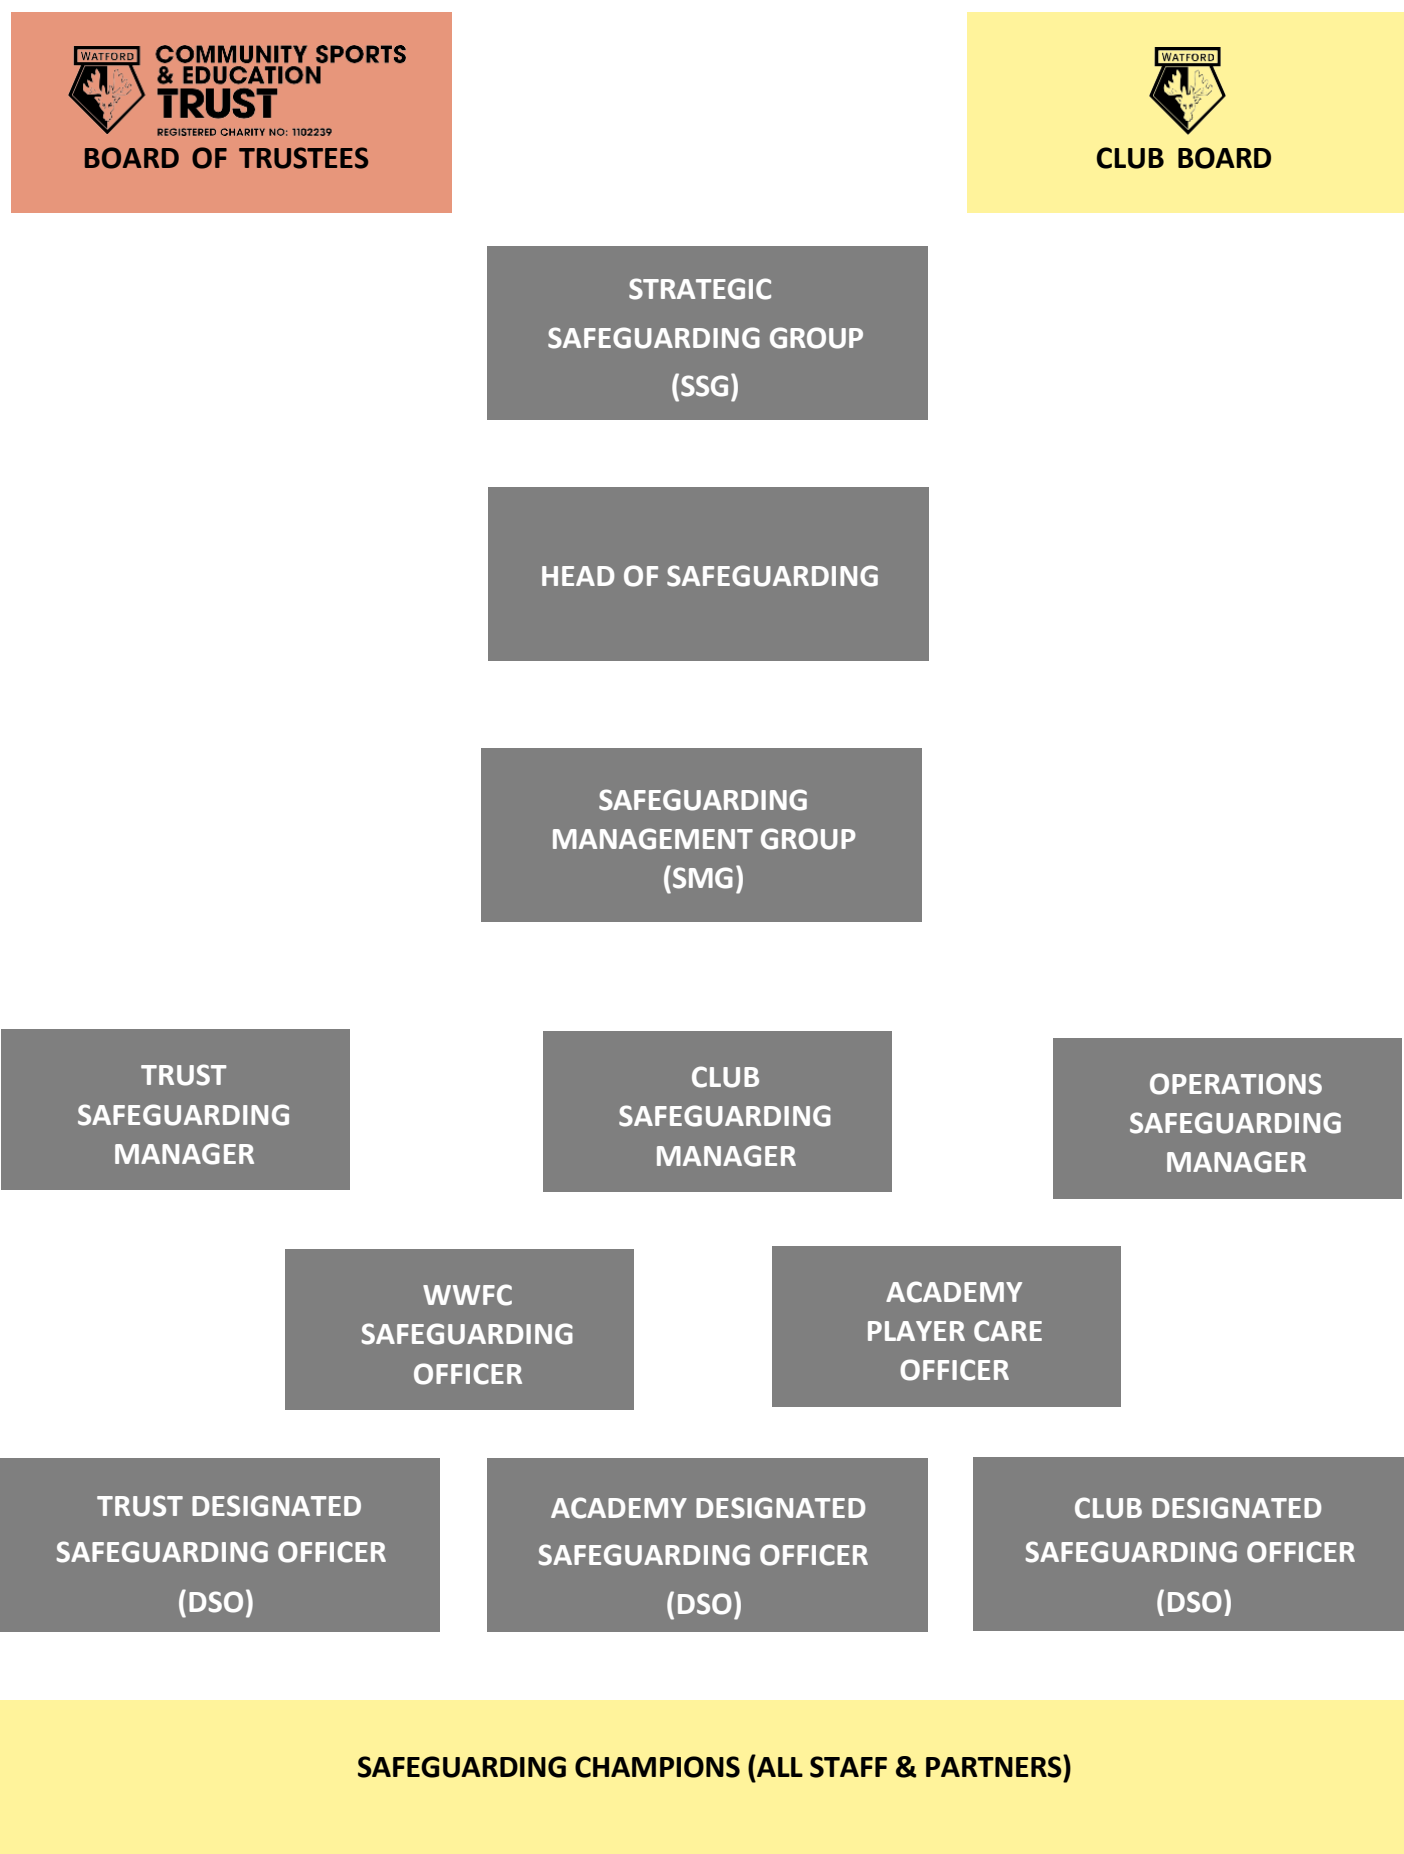 WATFORD
COMMUNITY SPORTS
& EDUCATION
TRUST
REGISTERED CHARITY NO: 1102239
BOARD OF TRUSTEES
WATFORD
CLUB BOARD
STRATEGIC
SAFEGUARDING GROUP
(SSG)
HEAD OF SAFEGUARDING
SAFEGUARDING
MANAGEMENT GROUP
(SMG)
TRUST
SAFEGUARDING
MANAGER
CLUB
SAFEGUARDING
MANAGER
OPERATIONS
SAFEGUARDING
MANAGER
WWFC
SAFEGUARDING
OFFICER
ACADEMY
PLAYER CARE
OFFICER
TRUST DESIGNATED
SAFEGUARDING OFFICER
(DSO)
ACADEMY DESIGNATED
SAFEGUARDING OFFICER
(DSO)
CLUB DESIGNATED
SAFEGUARDING OFFICER
(DSO)
SAFEGUARDING CHAMPIONS (ALL STAFF & PARTNERS)